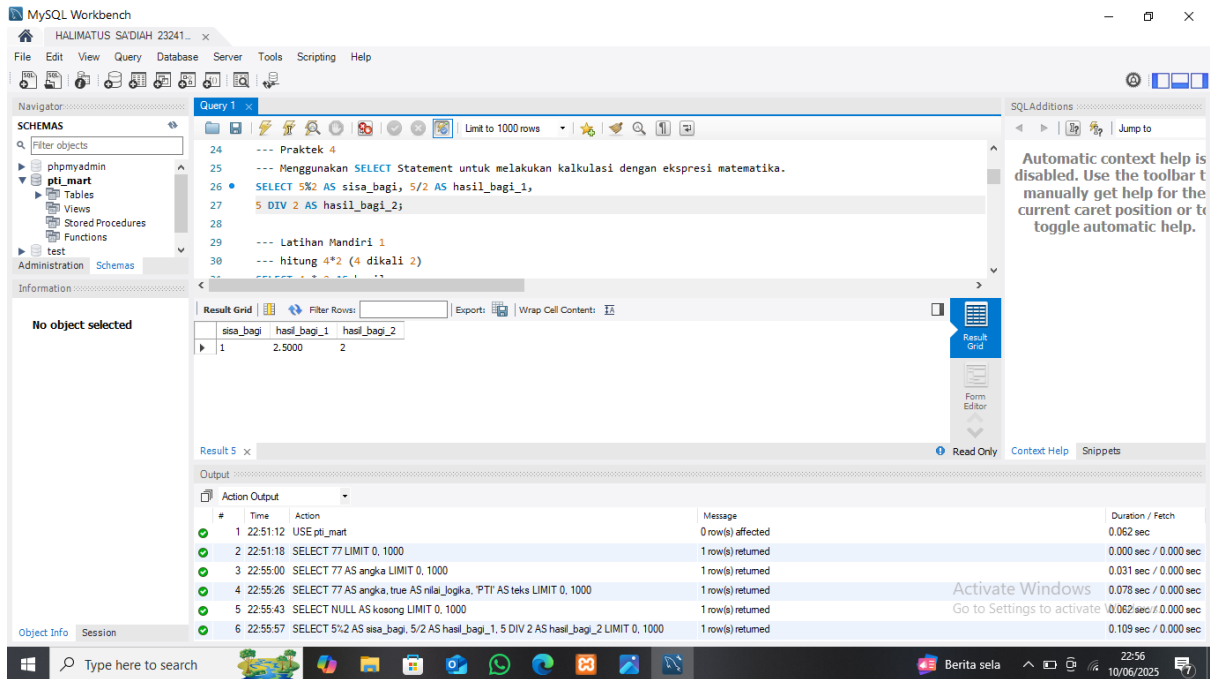 MySQL Workbench
HALIMATUS SA'DIAH 23241...
File Edit View Query Database Server Tools Scripting Help
Navigator
SCHEMAS
Filter objects
phpmyadmin
pti_mart
Tables
Views
Stored Procedures
Functions
test
Administration Schemas
Information
No object selected
Object Info Session
Query 1
Limit to 1000 rows
24 --- Praktek 4
25 --- Menggunakan SELECT Statement untuk melakukan kalkulasi dengan ekspresi matematika.
26 SELECT 5%2 AS sisa_bagi, 5/2 AS hasil_bagi_1,
27 5 DIV 2 AS hasil_bagi_2;
28
29 --- Latihan Mandiri 1
30 --- hitung 4*2 (4 dikali 2)
Result Grid Filter Rows: Export: Wrap Cell Content:
sisa_bagi hasil_bagi_1 hasil_bagi_2
1 2.5000 2
Result Grid
Form Editor
Result 5
Read Only
SQLAdditions
Jump to
Automatic context help is
disabled. Use the toolbar t
manually get help for the
current caret position or to
toggle automatic help.
Context Help Snippets
Output
Action Output
# Time Action Message Duration / Fetch
1 22:51:12 USE pti_mart 0 row(s) affected 0.062 sec
2 22:51:18 SELECT 77 LIMIT 0, 1000 1 row(s) returned 0.000 sec / 0.000 sec
3 22:55:00 SELECT 77 AS angka LIMIT 0, 1000 1 row(s) returned 0.031 sec / 0.000 sec
4 22:55:26 SELECT 77 AS angka, true AS nilai_logika, 'PTI' AS teks LIMIT 0, 1000 1 row(s) returned 0.078 sec / 0.000 sec
5 22:55:43 SELECT NULL AS kosong LIMIT 0, 1000 1 row(s) returned 0.062 sec / 0.000 sec
6 22:55:57 SELECT 5%2 AS sisa_bagi, 5/2 AS hasil_bagi_1, 5 DIV 2 AS hasil_bagi_2 LIMIT 0, 1000 1 row(s) returned 0.109 sec / 0.000 sec
Activate Windows
Go to Settings to activate
Type here to search
Berita sela
22:56
10/06/2025
7